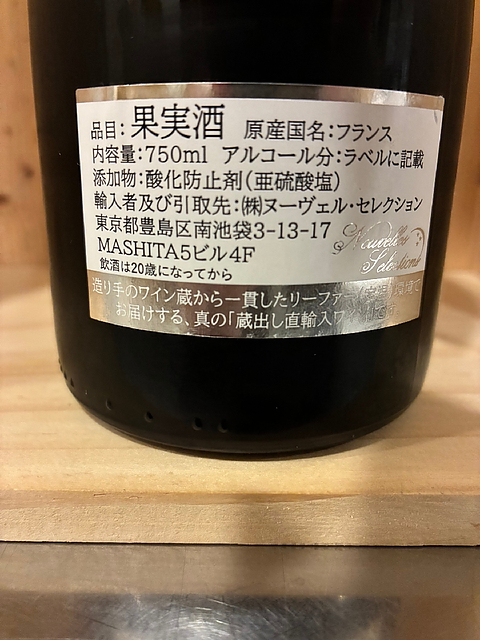 品目：果実酒　原産国名：フランス
内容量：750ml　アルコール分：ラベルに記載
添加物：酸化防止剤（亜硫酸塩）
輸入者及び引取先：㈱ヌーヴェル・セレクション
東京都豊島区南池袋3-13-17
MASHITA5ビル4F
飲酒は20歳になってから
Nouvelles
Sélections
造り手のワイン蔵から一貫したリーファー
お届けする、真の「蔵出し直輸入ワ